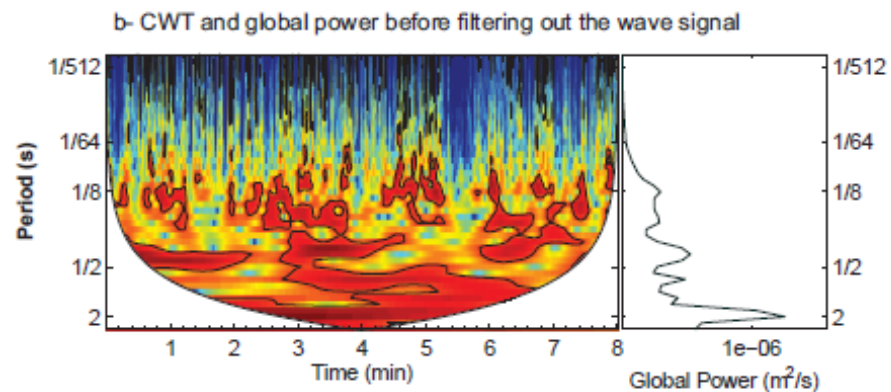 b- CWT and global power before filtering out the wave signal
Period (s)
1/512
1/64
1/8
1/2
2
1 2 3 4 5 6 7 8
Time (min)
1/512
1/64
1/8
1/2
2
1e−06
Global Power (m²/s)